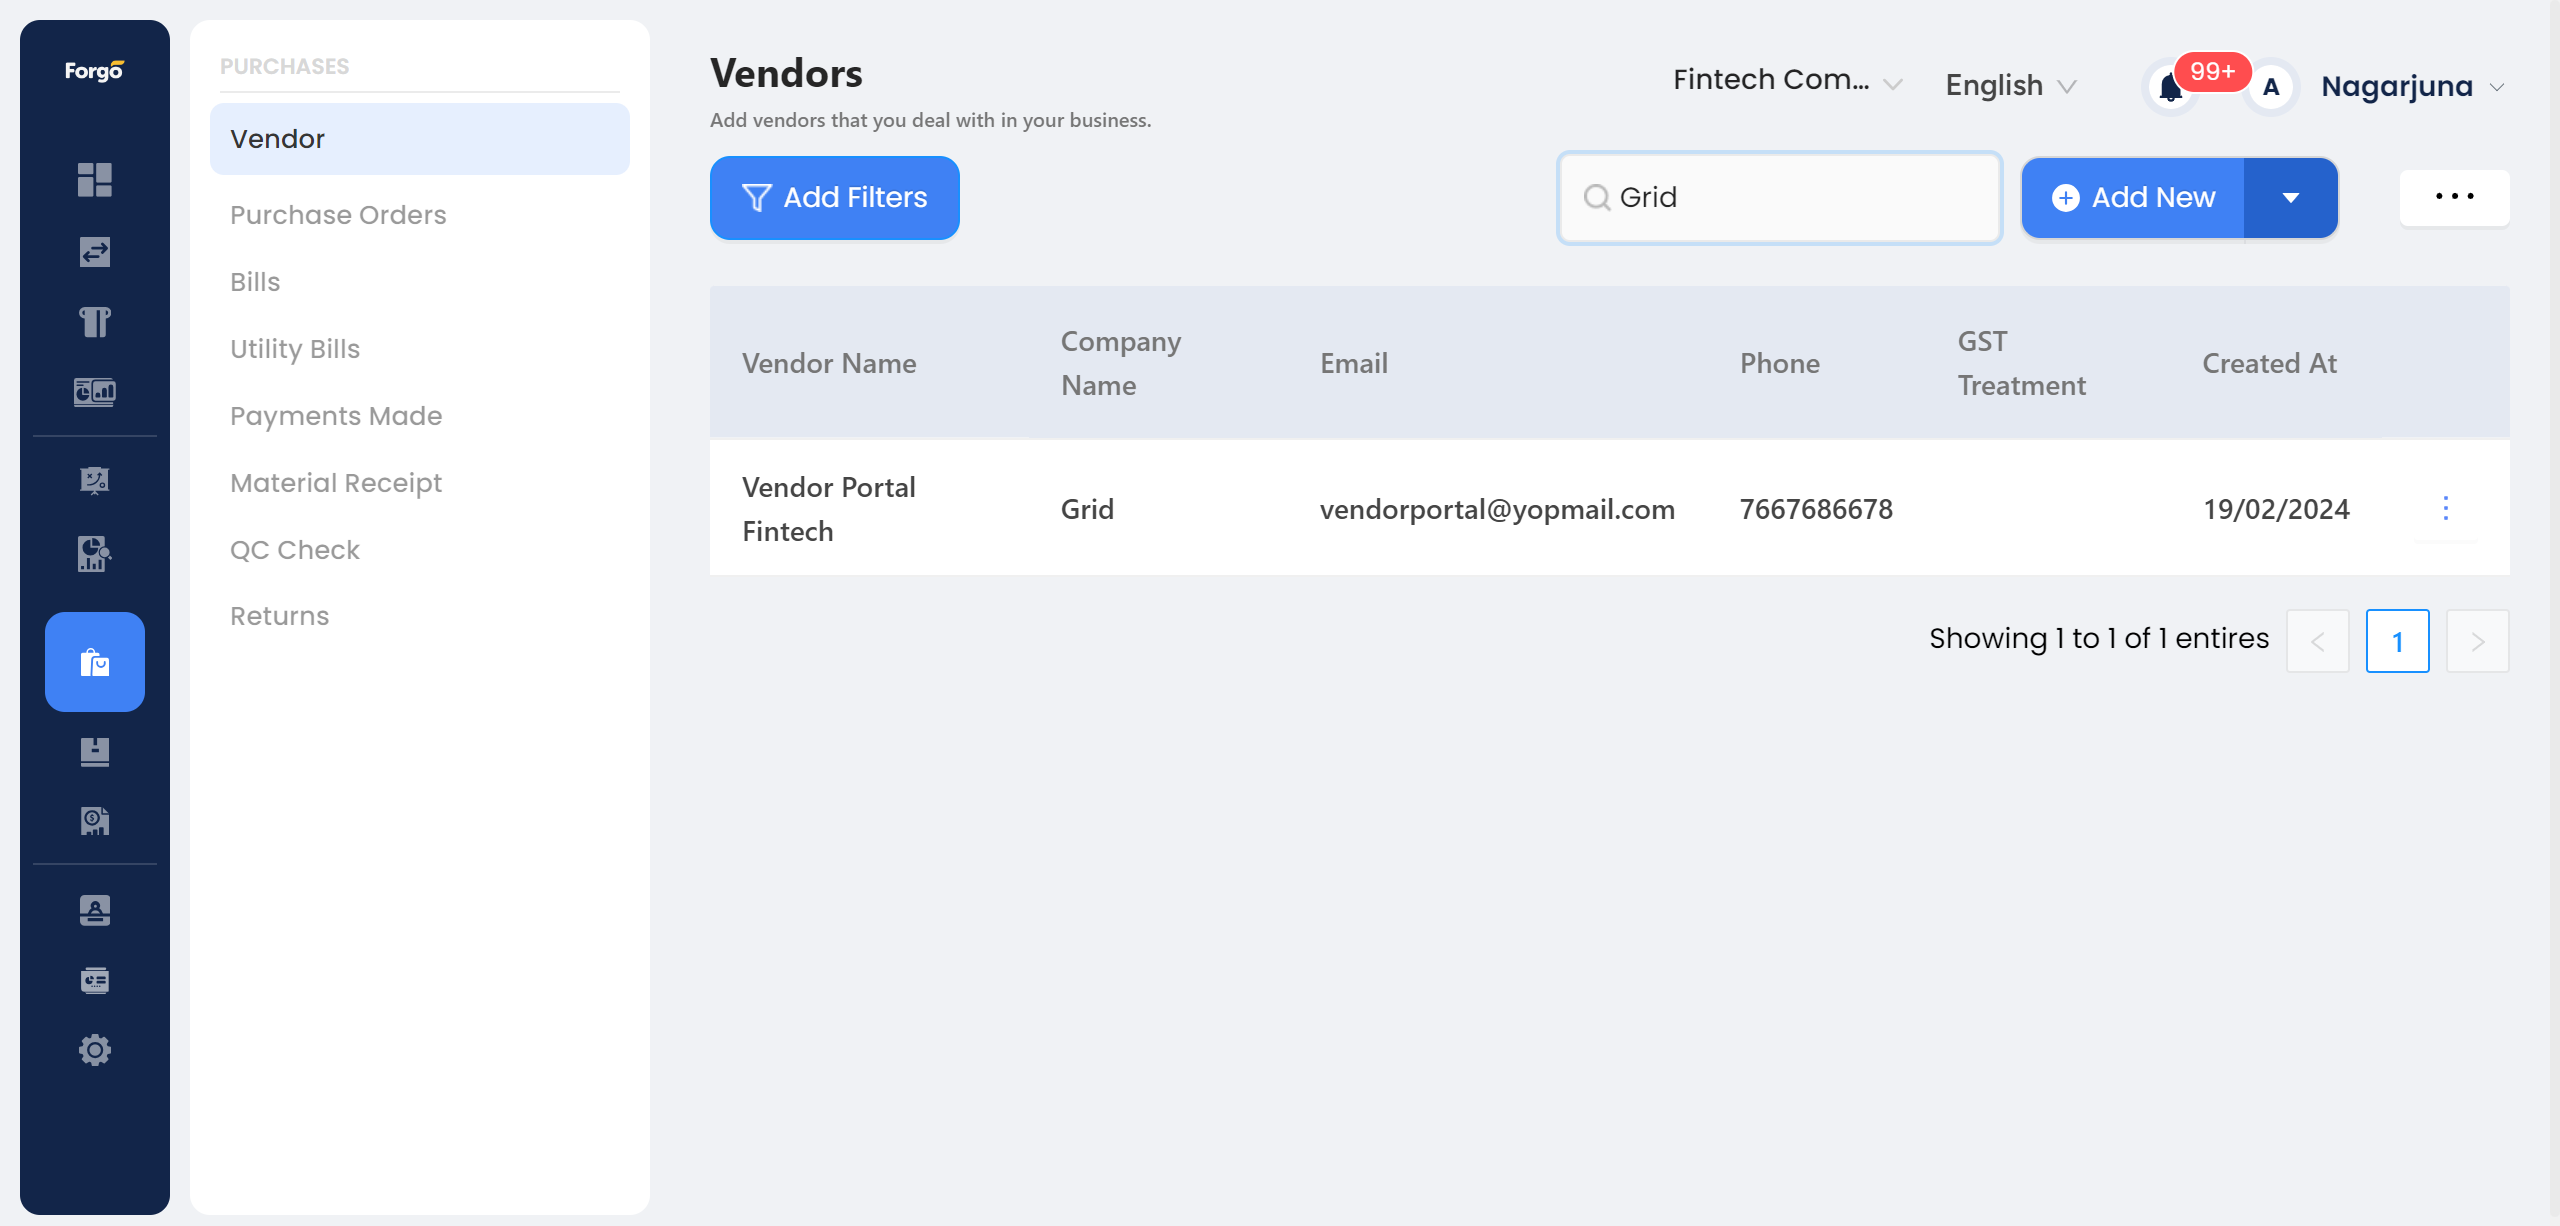 Forgo
PURCHASES
Vendor
Purchase Orders
Bills
Utility Bills
Payments Made
Material Receipt
QC Check
Returns
Vendors
Add vendors that you deal with in your business.
Fintech Com...
English
99+
A
Nagarjuna
Add Filters
Grid
Add New
Vendor Name
Company
Name
Email
Phone
GST
Treatment
Created At
Vendor Portal
Fintech
Grid
vendorportal@yopmail.com
7667686678
19/02/2024
Showing 1 to 1 of 1 entires
1